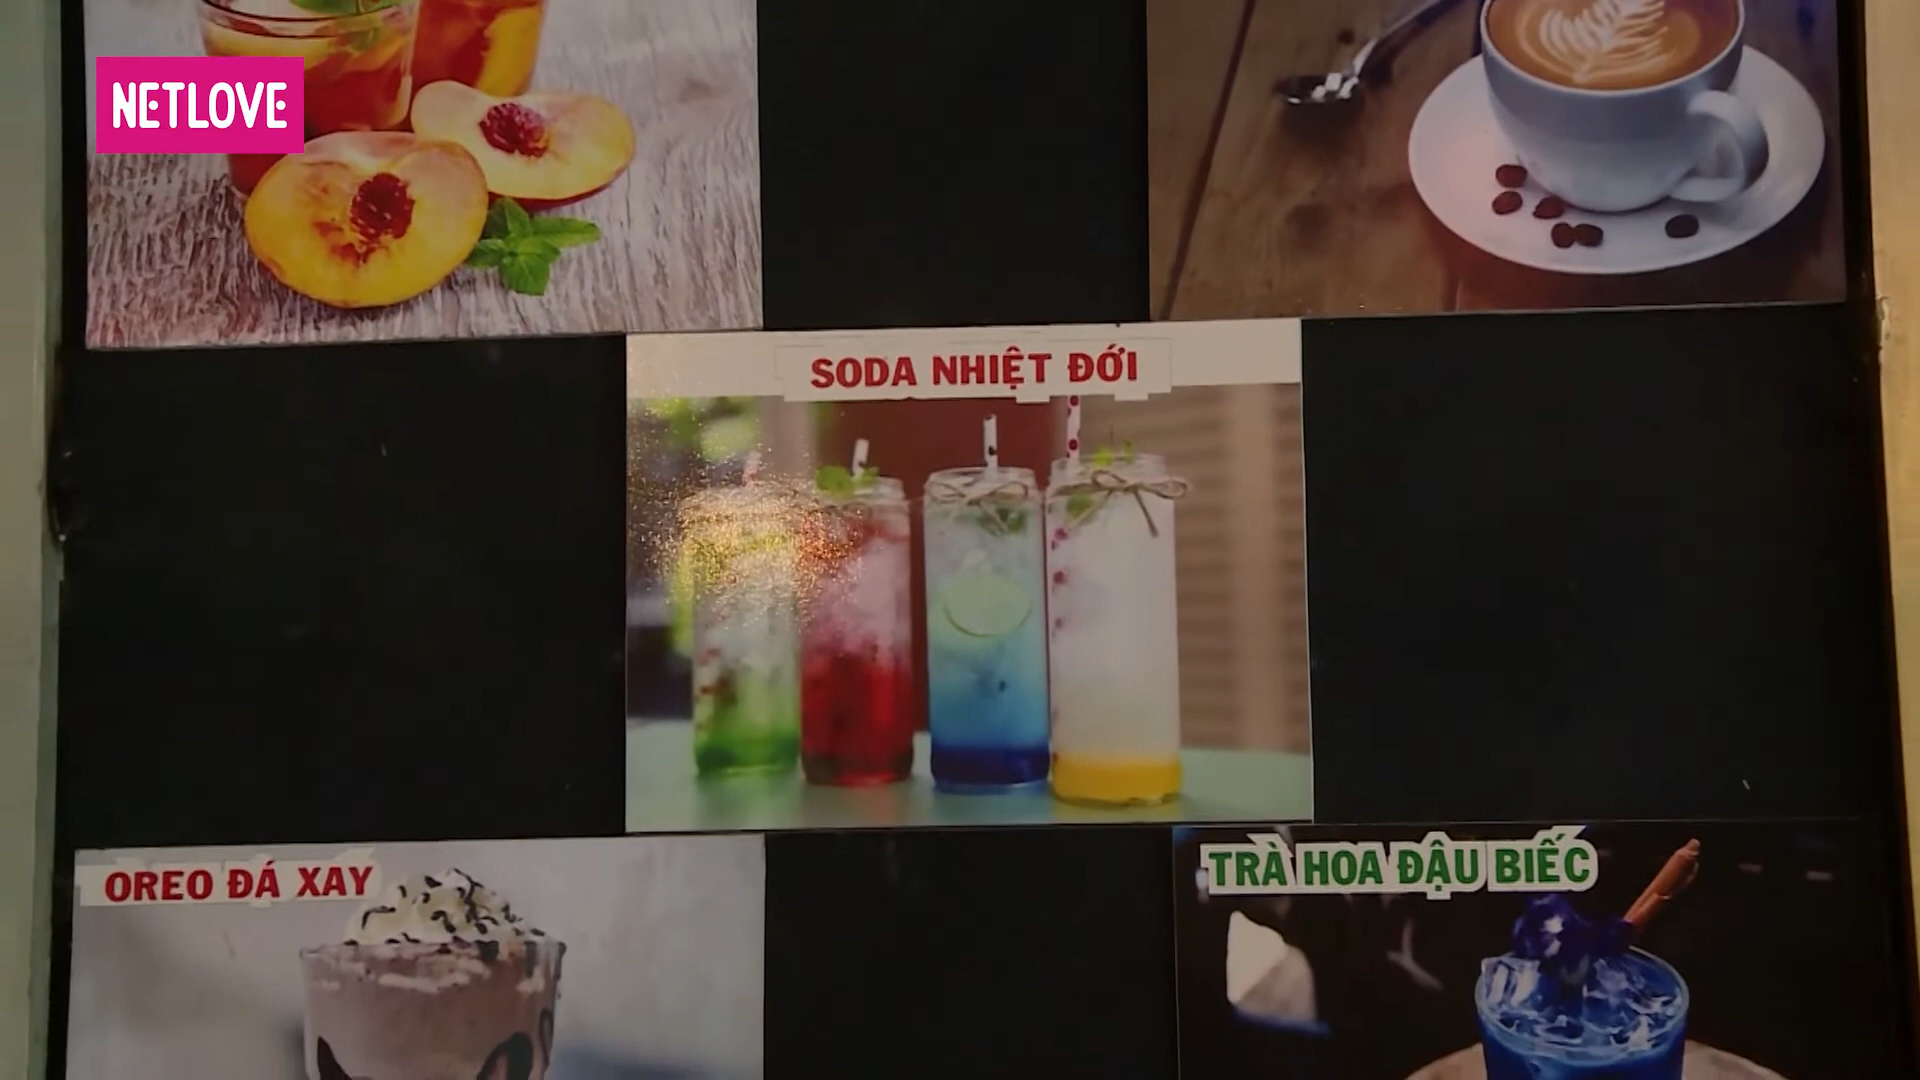 NETLOVE
SODA NHIỆT ĐỚI
OREO ĐÁ XAY
TRÀ HOA ĐẬU BIẾC